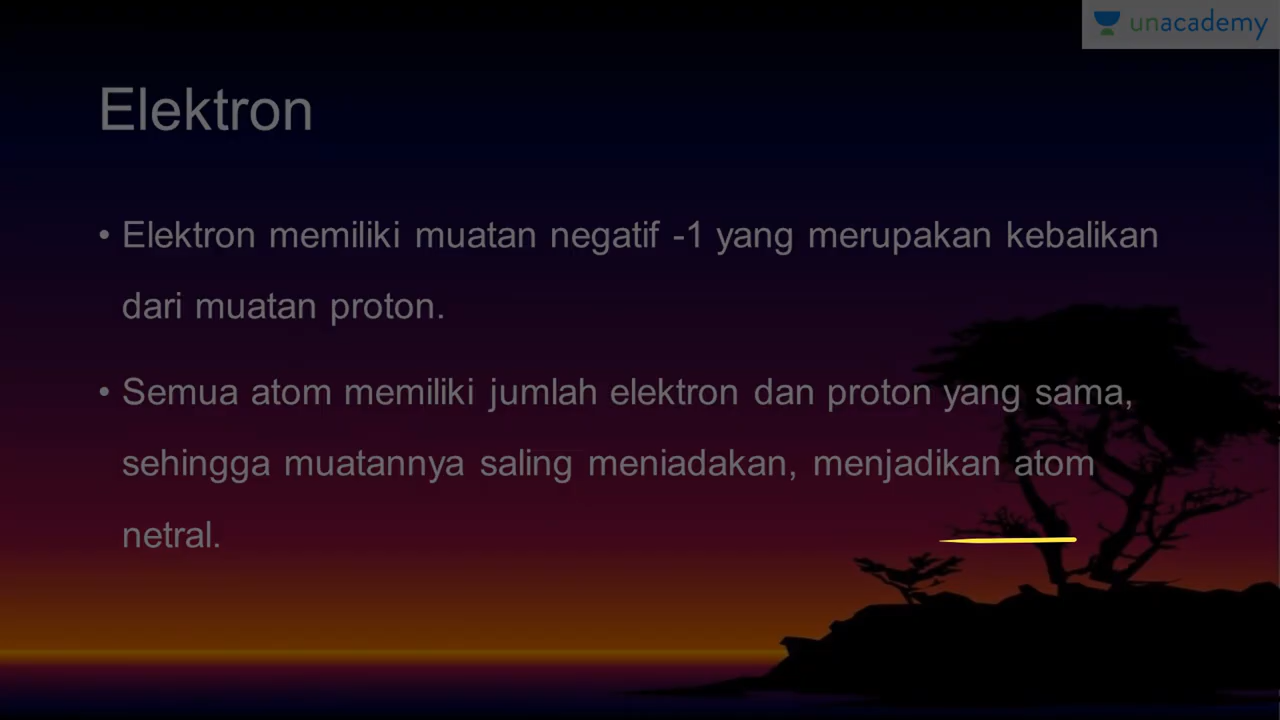 unacademy
Elektron
• Elektron memiliki muatan negatif -1 yang merupakan kebalikan
dari muatan proton.
• Semua atom memiliki jumlah elektron dan proton yang sama,
sehingga muatannya saling meniadakan, menjadikan atom
netral.